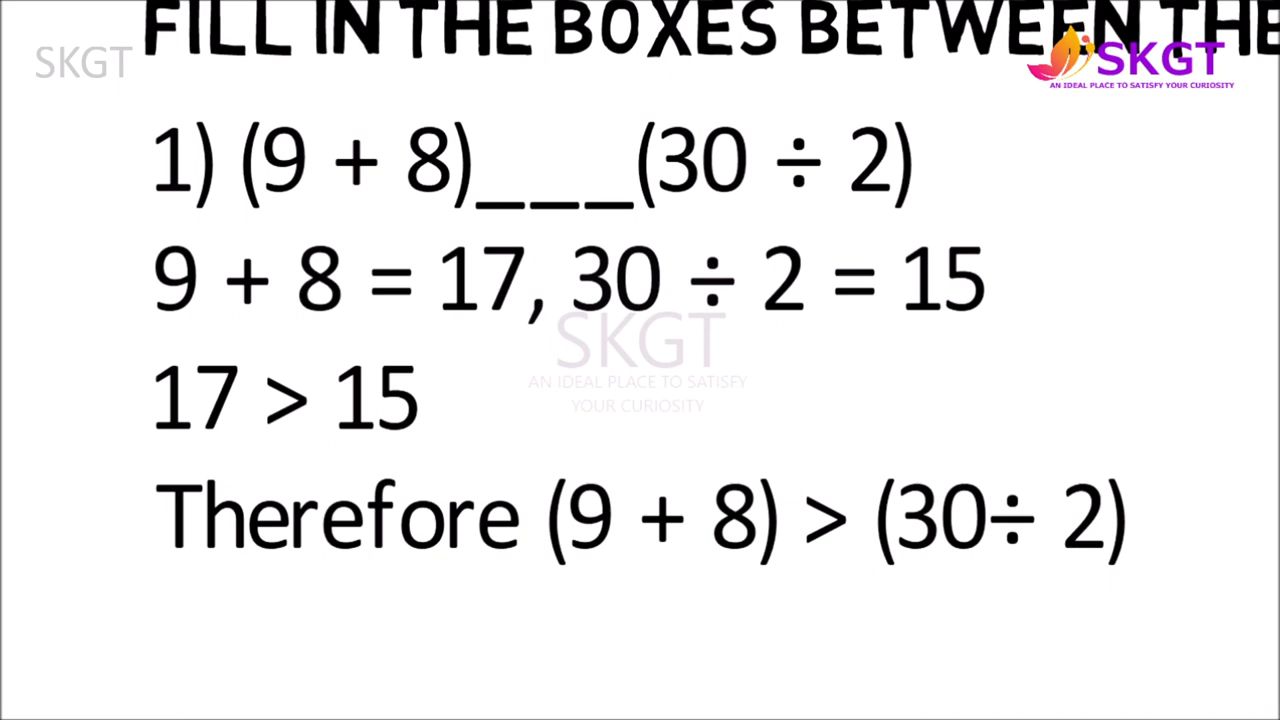 FILL IN THE BOXES BETWEEN THE
SKGT
SKGT
AN IDEAL PLACE TO SATISFY YOUR CURIOSITY
1) (9 + 8)___(30 ÷ 2)
9 + 8 = 17, 30 ÷ 2 = 15
SKGT
AN IDEAL PLACE TO SATISFY
YOUR CURIOSITY
17 > 15
Therefore (9 + 8) > (30÷ 2)